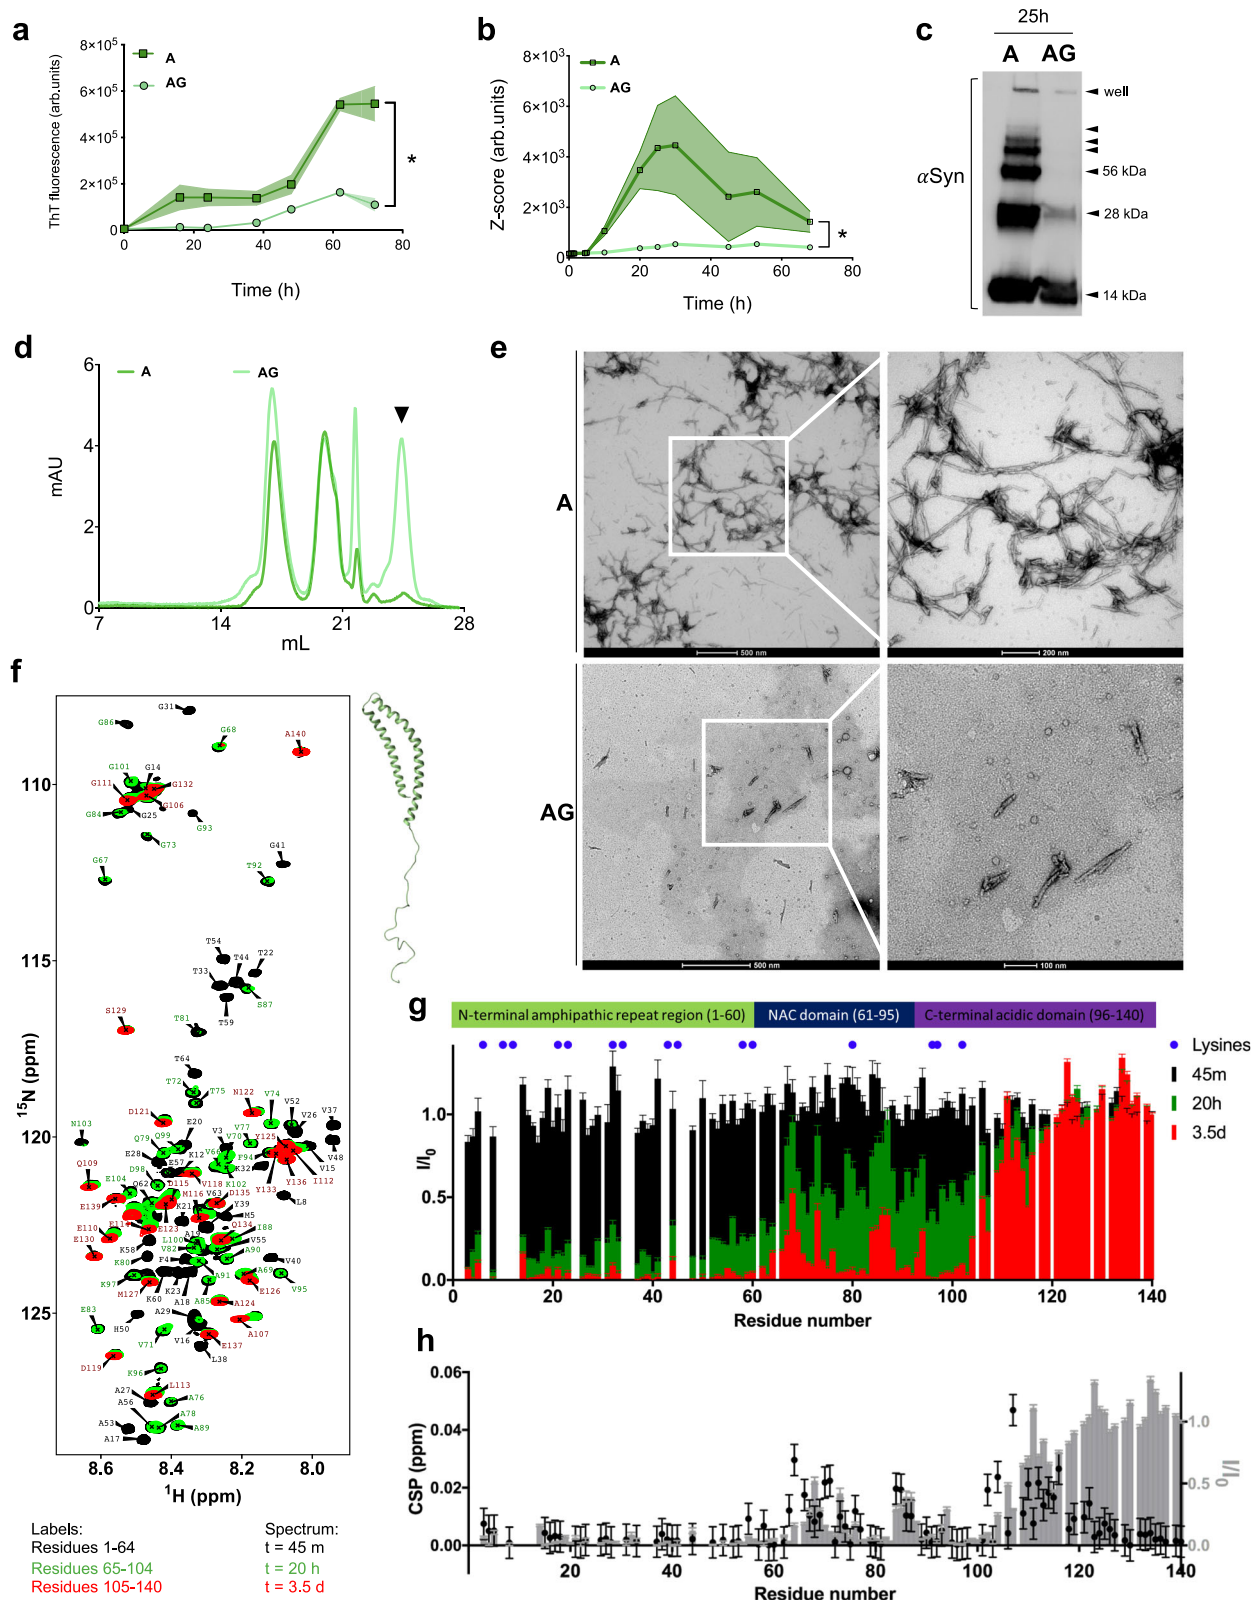 a
8×10⁵
6×10⁵
4×10⁵
2×10⁵
0
ThT fluorescence (arb.units)
A
AG
*
0 20 40 60 80
Time (h)
b
8×10³
6×10³
4×10³
2×10³
0
Z-score (arb.units)
A
AG
*
0 20 40 60 80
Time (h)
c
25h
A AG
αSyn
well
56 kDa
28 kDa
14 kDa
d
A AG
6
4
2
0
mAU
7 14 21 28
mL
e
A
500 nm
200 nm
AG
500 nm
100 nm
f
G31
G86
G68
A140
G101
G14
G111
G132
G106
G84
G25
G93
G73
G41
G67
T92
T54
T22
T33
T44
S87
T59
S129
T81
T64
T72
T75
N122
V74
V52
V26
V37
D121
N103
Q79
Q99
E20
V3
V77
V70
Y125
E28
E57
K12
V66
F94
K32
V48
V15
D98
D115
V118
K102
Y133
Y136
I112
Q109
E104
Q62
M116
V63
D135
L8
E139
K21
Y39
M5
E110
E114
E123
A19
Q134
I88
E130
K58
L100
V82
V55
F4
A90
V40
K80
K97
A91
A69
V95
M127
K60
K23
A18
A85
E126
E83
H50
A29
A124
V71
V16
L38
E137
A107
D119
K96
L113
A27
A56
A76
A53
A78
A89
A17
110
115
120
125
¹⁵N (ppm)
8.6 8.4 8.2 8.0
¹H (ppm)
Labels: Spectrum:
Residues 1-64 t = 45 m
Residues 65-104 t = 20 h
Residues 105-140 t = 3.5 d
g
N-terminal amphipathic repeat region (1-60) NAC domain (61-95) C-terminal acidic domain (96-140)
Lysines
45m
20h
3.5d
1.0
0.5
0.0
I/I₀
0 20 40 60 80 100 120 140
Residue number
h
0.06
0.04
0.02
0.00
CSP (ppm)
1.0
0.5
0.0
I/I₀
20 40 60 80 100 120 140
Residue number